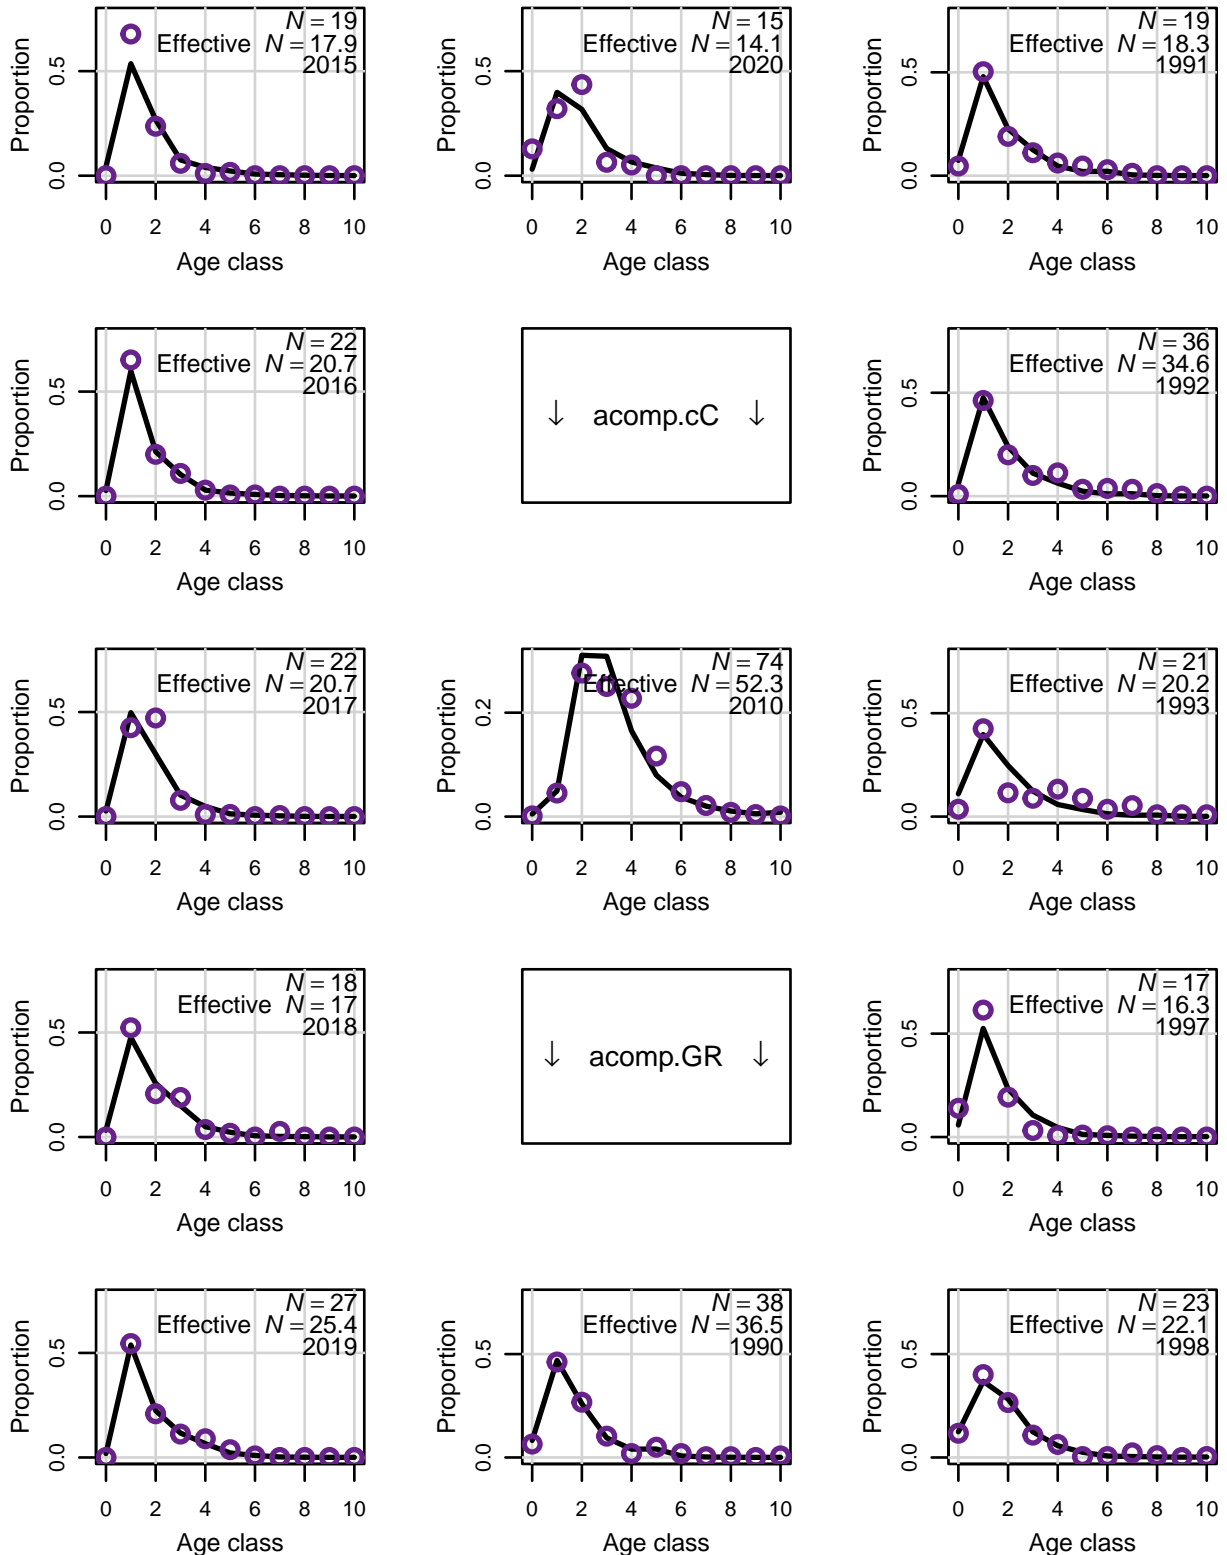 N = 19
Effective N = 17.9
2015
Proportion
0.0 0.5
0 2 4 6 8 10
Age class
N = 15
Effective N = 14.1
2020
Proportion
0.0 0.5
0 2 4 6 8 10
Age class
N = 19
Effective N = 18.3
1991
Proportion
0.0 0.5
0 2 4 6 8 10
Age class
N = 22
Effective N = 20.7
2016
Proportion
0.0 0.5
0 2 4 6 8 10
Age class
↓ acomp.cC ↓
N = 36
Effective N = 34.6
1992
Proportion
0.0 0.5
0 2 4 6 8 10
Age class
N = 22
Effective N = 20.7
2017
Proportion
0.0 0.5
0 2 4 6 8 10
Age class
N = 74
Effective N = 52.3
2010
Proportion
0.0 0.2
0 2 4 6 8 10
Age class
N = 21
Effective N = 20.2
1993
Proportion
0.0 0.5
0 2 4 6 8 10
Age class
N = 18
Effective N = 17
2018
Proportion
0.0 0.5
0 2 4 6 8 10
Age class
↓ acomp.GR ↓
N = 17
Effective N = 16.3
1997
Proportion
0.0 0.5
0 2 4 6 8 10
Age class
N = 27
Effective N = 25.4
2019
Proportion
0.0 0.5
0 2 4 6 8 10
Age class
N = 38
Effective N = 36.5
1990
Proportion
0.0 0.5
0 2 4 6 8 10
Age class
N = 23
Effective N = 22.1
1998
Proportion
0.0 0.5
0 2 4 6 8 10
Age class